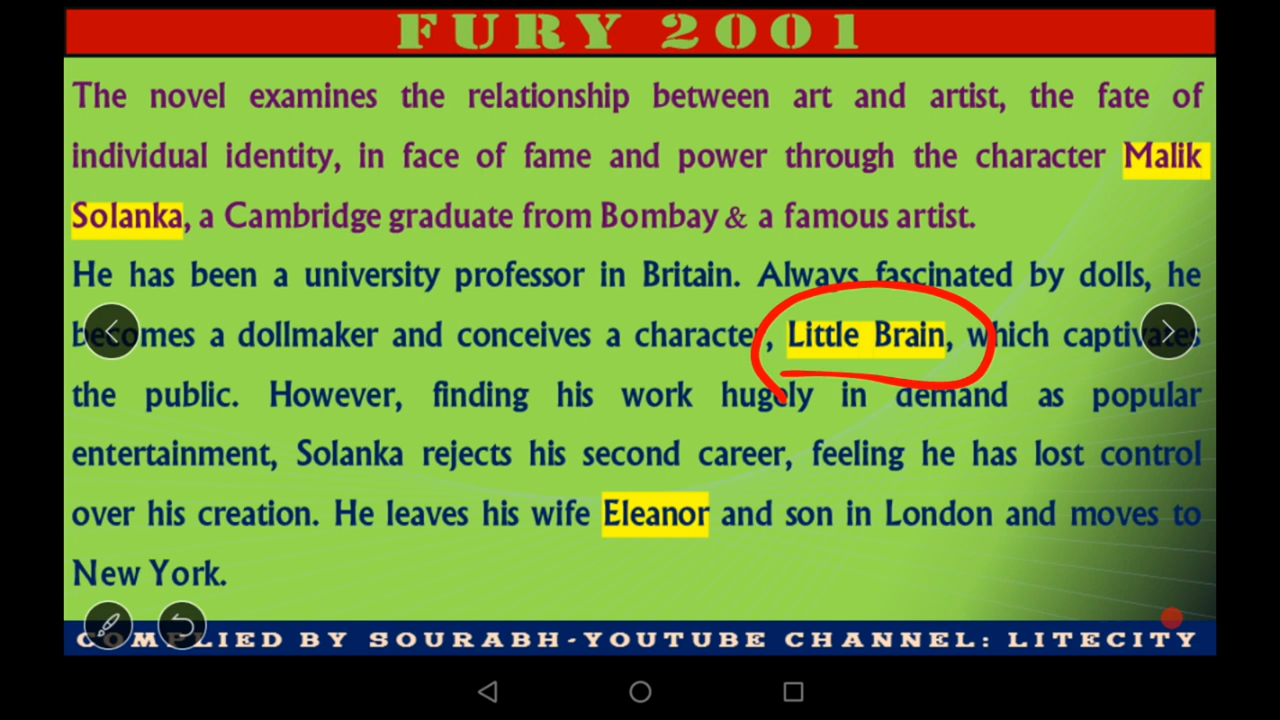 FURY 2001
The novel examines the relationship between art and artist, the fate of
individual identity, in face of fame and power through the character Malik
Solanka, a Cambridge graduate from Bombay & a famous artist.
He has been a university professor in Britain. Always fascinated by dolls, he
becomes a dollmaker and conceives a character, Little Brain, which captivates
the public. However, finding his work hugely in demand as popular
entertainment, Solanka rejects his second career, feeling he has lost control
over his creation. He leaves his wife Eleanor and son in London and moves to
New York.
COMPLIED BY SOURABH-YOUTUBE CHANNEL: LITECITY